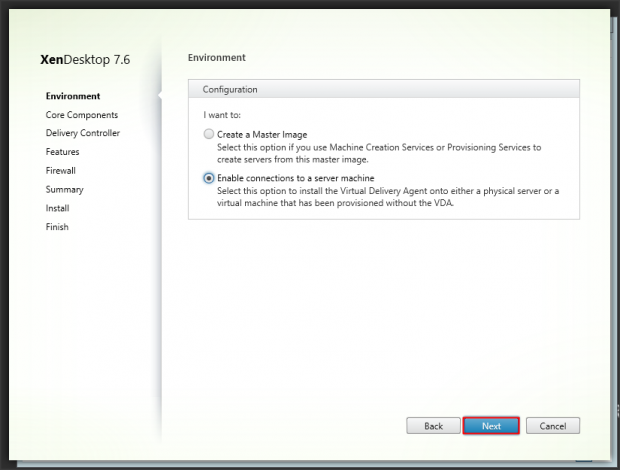 XenDesktop 7.6
Environment
Core Components
Delivery Controller
Features
Firewall
Summary
Install
Finish
Environment
Configuration
I want to:
Create a Master Image
Select this option if you use Machine Creation Services or Provisioning Services to
create servers from this master image.
Enable connections to a server machine
Select this option to install the Virtual Delivery Agent onto either a physical server or a
virtual machine that has been provisioned without the VDA.
Back
Next
Cancel